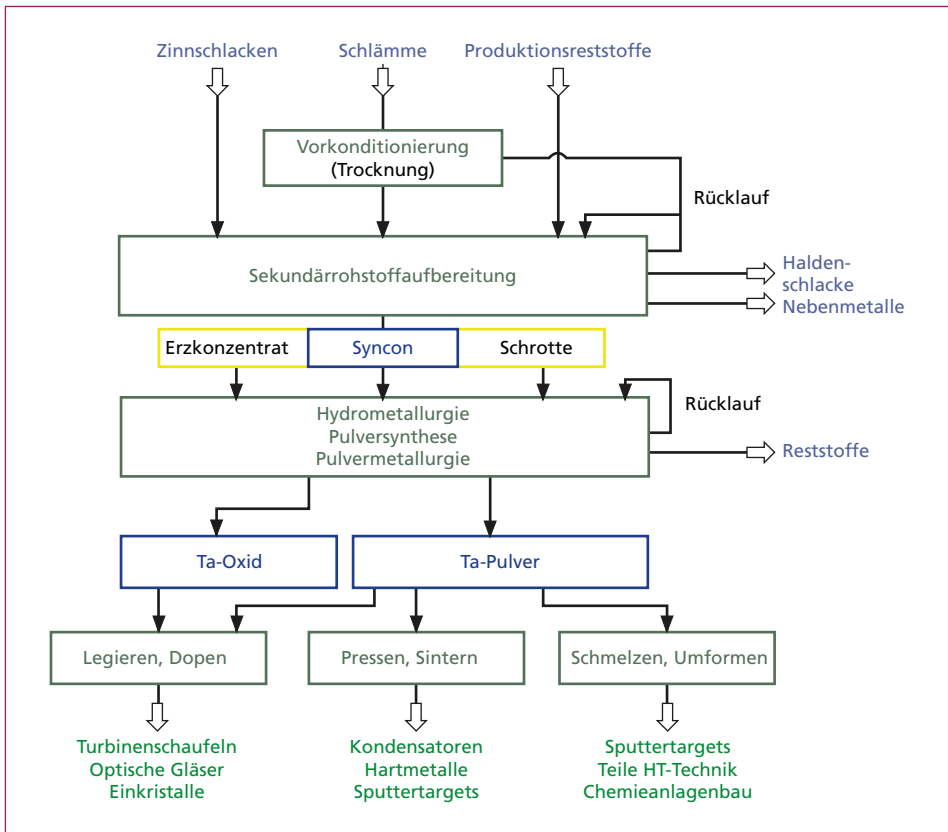 Zinnschlacken
Schlämme
Produktionsreststoffe
Vorkonditionierung
(Trocknung)
Rücklauf
Sekundärrohstoffaufbereitung
Halden-
schlacke
Nebenmetalle
Erzkonzentrat
Syncon
Schrotte
Rücklauf
Hydrometallurgie
Pulversynthese
Pulvermetallurgie
Reststoffe
Ta-Oxid
Ta-Pulver
Legieren, Dopen
Pressen, Sintern
Schmelzen, Umformen
Turbinenschaufeln
Optische Gläser
Einkristalle
Kondensatoren
Hartmetalle
Sputtertargets
Sputtertargets
Teile HT-Technik
Chemieanlagenbau